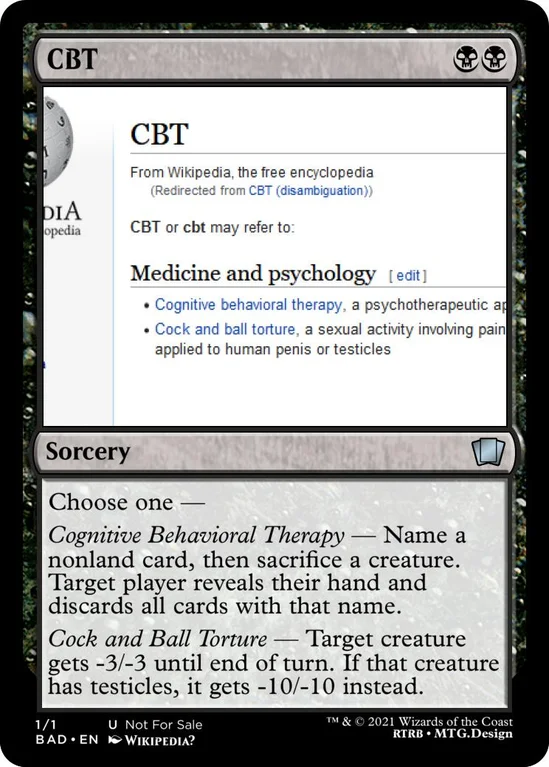 CBT
CBT
From Wikipedia, the free encyclopedia
(Redirected from CBT (disambiguation))
DIA
opedia
CBT or cbt may refer to:
Medicine and psychology [ edit ]
• Cognitive behavioral therapy, a psychotherapeutic ap
• Cock and ball torture, a sexual activity involving pain
applied to human penis or testicles
Sorcery
Choose one —
Cognitive Behavioral Therapy — Name a
nonland card, then sacrifice a creature.
Target player reveals their hand and
discards all cards with that name.
Cock and Ball Torture — Target creature
gets -3/-3 until end of turn. If that creature
has testicles, it gets -10/-10 instead.
1/1 U Not For Sale
BAD • EN WIKIPEDIA?
™ & © 2021 Wizards of the Coast
RTRB • MTG.Design